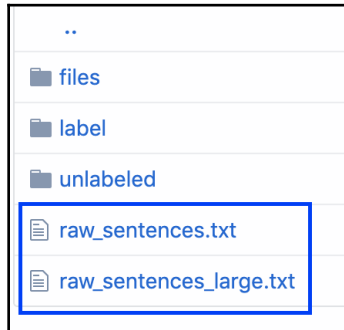 ..
files
label
unlabeled
raw_sentences.txt
raw_sentences_large.txt